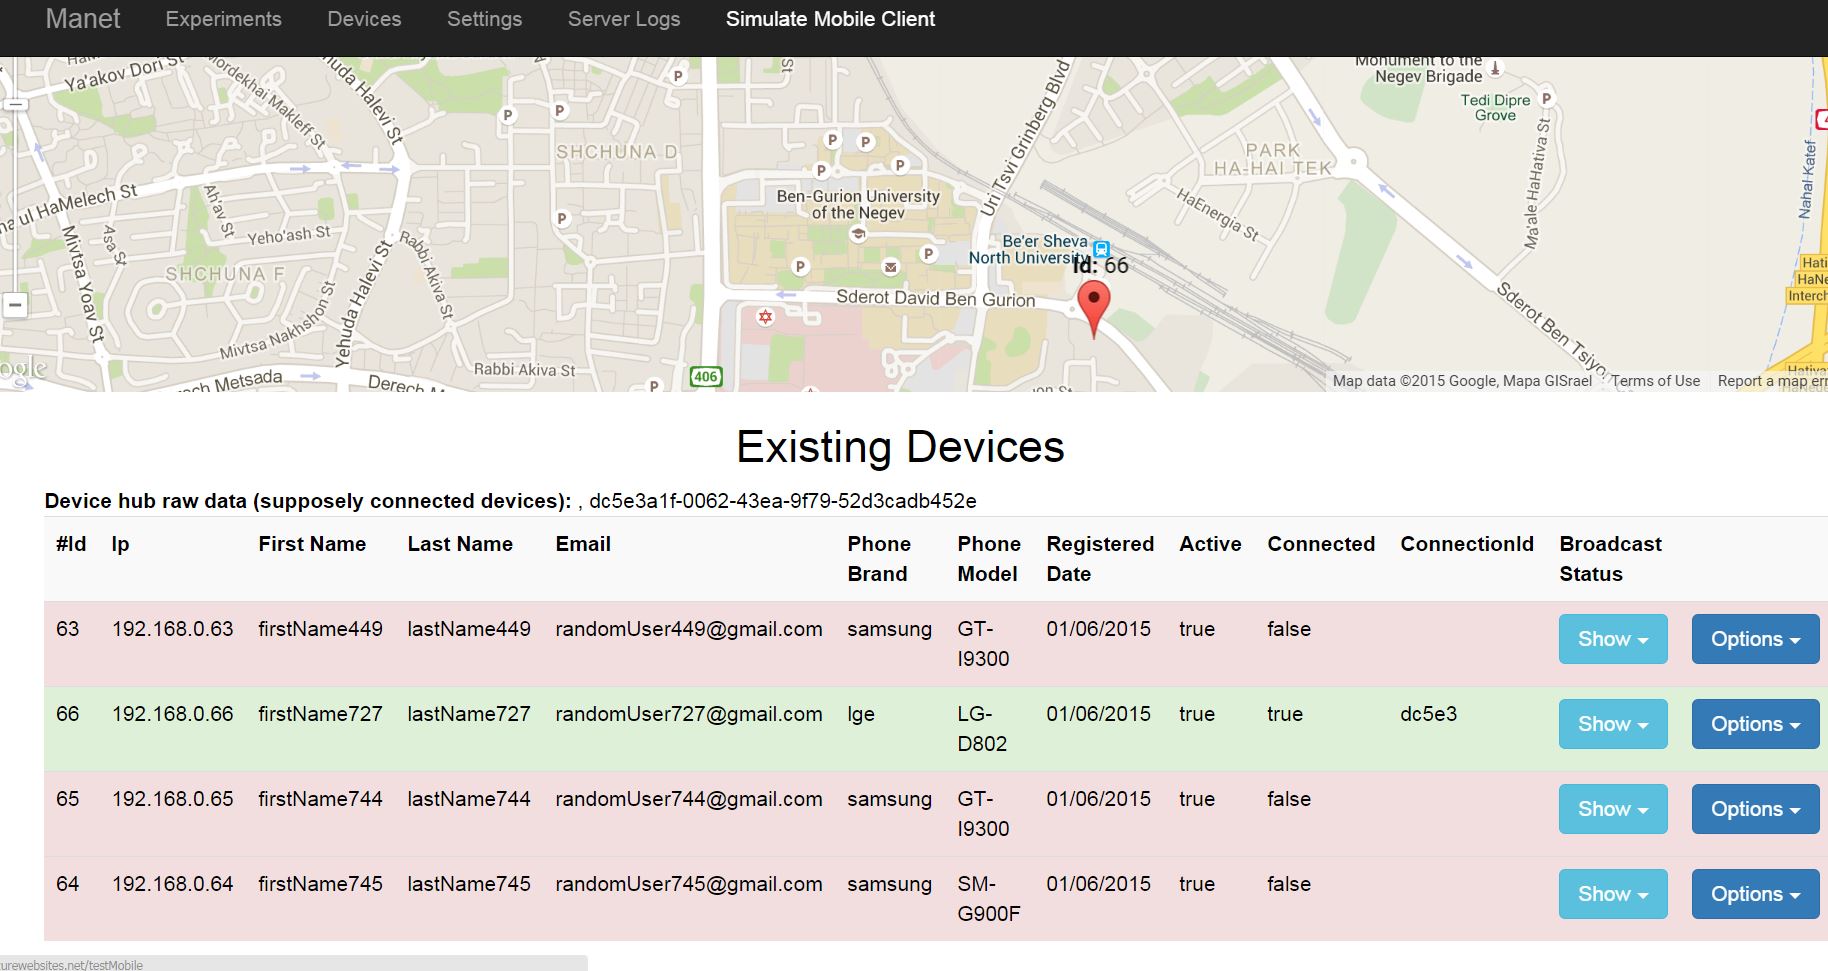 Manet Experiments Devices Settings Server Logs Simulate Mobile Client
Ya'akov Dori St
Mordekhai Makleff St
Yehuda Halevi St
St
Uri Tsvi Grinberg Blvd
Monument to the
Negev Brigade
Tedi Dipre
Grove
SHCHUNA D
PARK
HA-HAI TEK
Ma'ale HaHativa St
Nahal Katef
HaMelech St
Ah'av St
Asa St
Yeho'ash St
Rabbi Akiva St
Ben-Gurion University
of the Negev
HaEnergia St
Be'er Sheva
North University
Id: 66
SHCHUNA F
Mivtsa Yoav St
Mivtsa Nakhshon St
Yehuda Halevi St
Sderot David Ben Gurion
Sderot Ben Tsiyo
Rabbi Akiva St
Metsada
Derech
406
Map data ©2015 Google, Mapa GISrael Terms of Use Report a map err
Existing Devices
Device hub raw data (supposely connected devices): , dc5e3a1f-0062-43ea-9f79-52d3cadb452e
#Id Ip First Name Last Name Email Phone Brand Phone Model Registered Date Active Connected ConnectionId Broadcast Status
63 192.168.0.63 firstName449 lastName449 randomUser449@gmail.com samsung GT-I9300 01/06/2015 true false Show Options
66 192.168.0.66 firstName727 lastName727 randomUser727@gmail.com lge LG-D802 01/06/2015 true true dc5e3 Show Options
65 192.168.0.65 firstName744 lastName744 randomUser744@gmail.com samsung GT-I9300 01/06/2015 true false Show Options
64 192.168.0.64 firstName745 lastName745 randomUser745@gmail.com samsung SM-G900F 01/06/2015 true false Show Options
urewebsites.net/testMobile